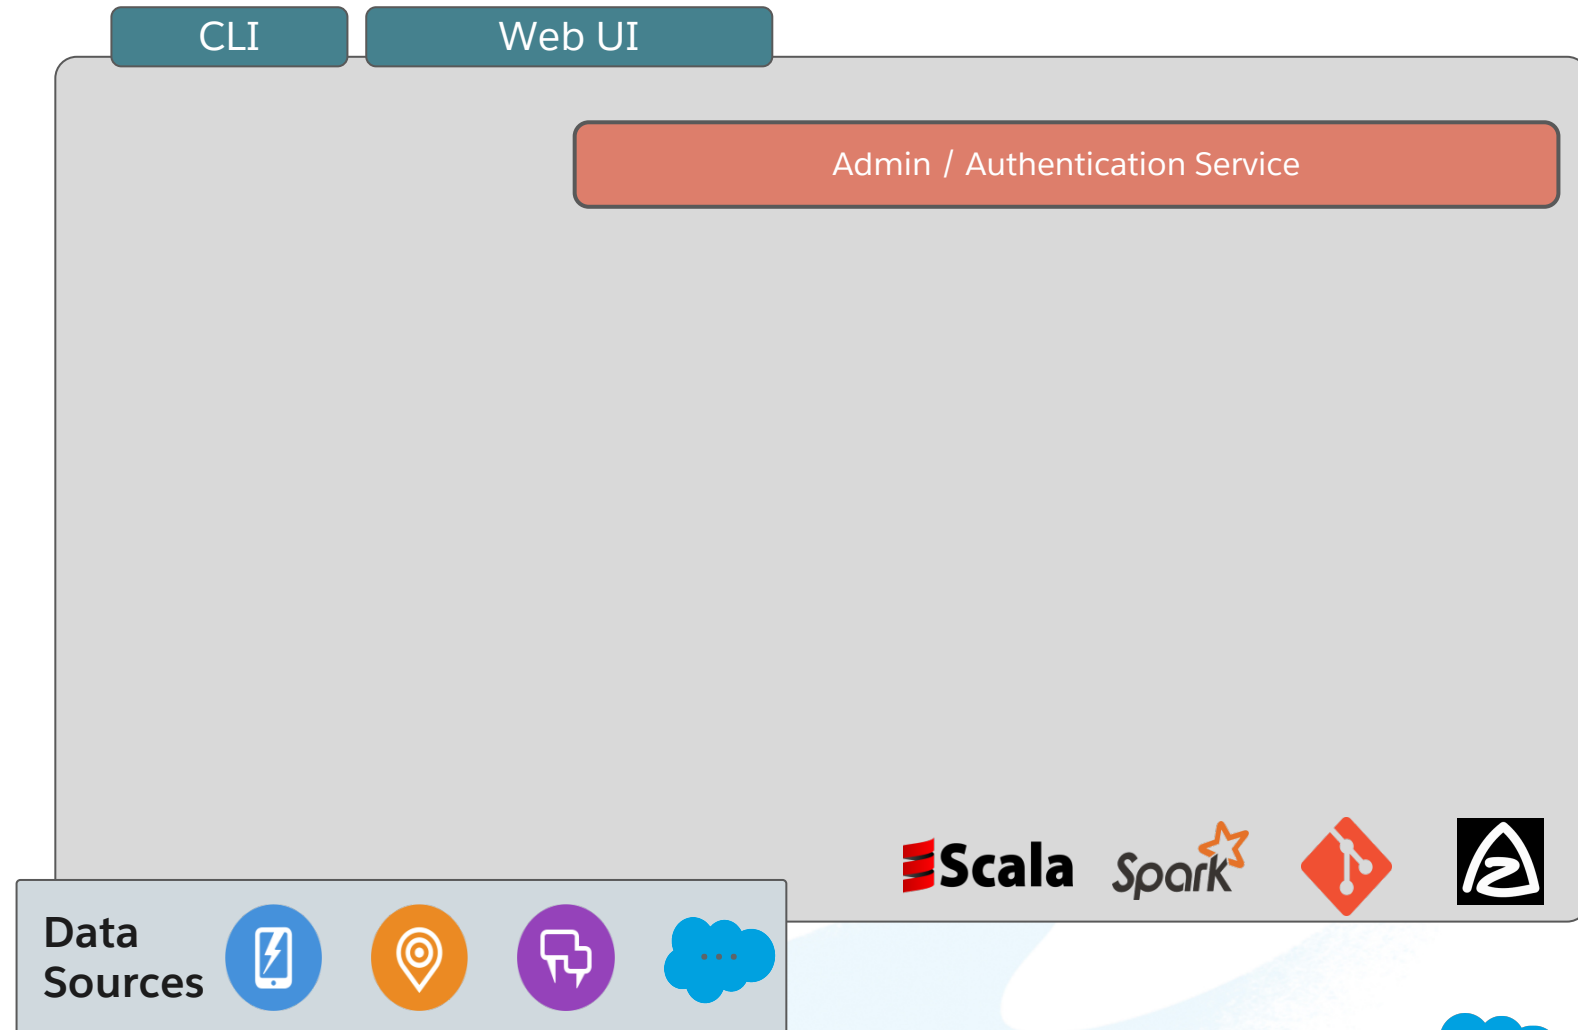 CLI
Web UI
Admin / Authentication Service
Scala
Spark
Data
Sources
...